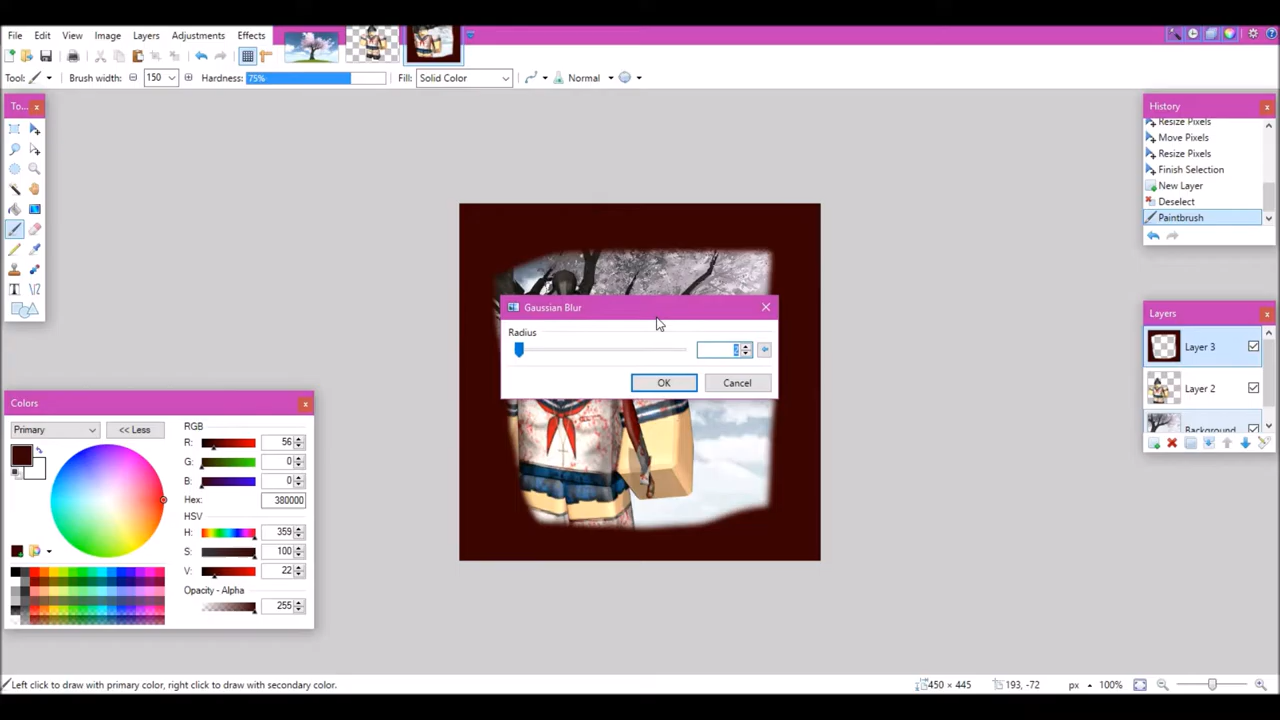 File Edit View Image Layers Adjustments Effects
Tool: Brush width: 150 Hardness: 75% Fill: Solid Color Normal
To... x
History x
Resize Pixels
Move Pixels
Resize Pixels
Finish Selection
New Layer
Deselect
Paintbrush
Gaussian Blur
Radius
2
OK Cancel
Layers x
Layer 3
Layer 2
Background
Colors x
Primary << Less
RGB
R: 56
G: 0
B: 0
Hex: 380000
HSV
H: 359
S: 100
V: 22
Opacity - Alpha
255
Left click to draw with primary color, right click to draw with secondary color. 450 × 445 193, -72 px 100%